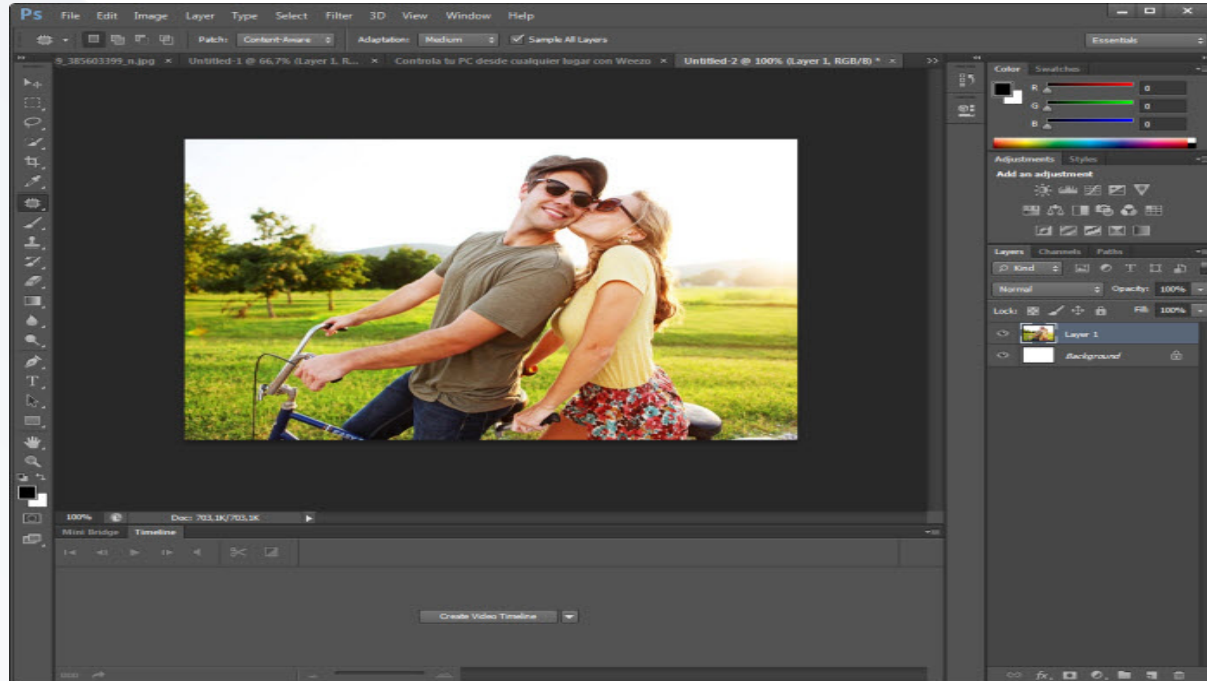 Ps File Edit Image Layer Type Select Filter 3D View Window Help
Patch: Content-Aware Adaptation: Medium Sample All Layers Essentials
9_385603399_n.jpg × Untitled-1 @ 66,7% (Layer 1, R... × Controla tu PC desde cualquier lugar con Weezo × Untitled-2 @ 100% (Layer 1, RGB/8) * × >>
Color Swatches
R 0
G 0
B 0
Adjustments Styles
Add an adjustment
Layers Channels Paths
Kind
Normal Opacity: 100%
Lock: Fill: 100%
Layer 1
Background
100% Doc: 703,1K/703,1K
Mini Bridge Timeline
Create Video Timeline
fx